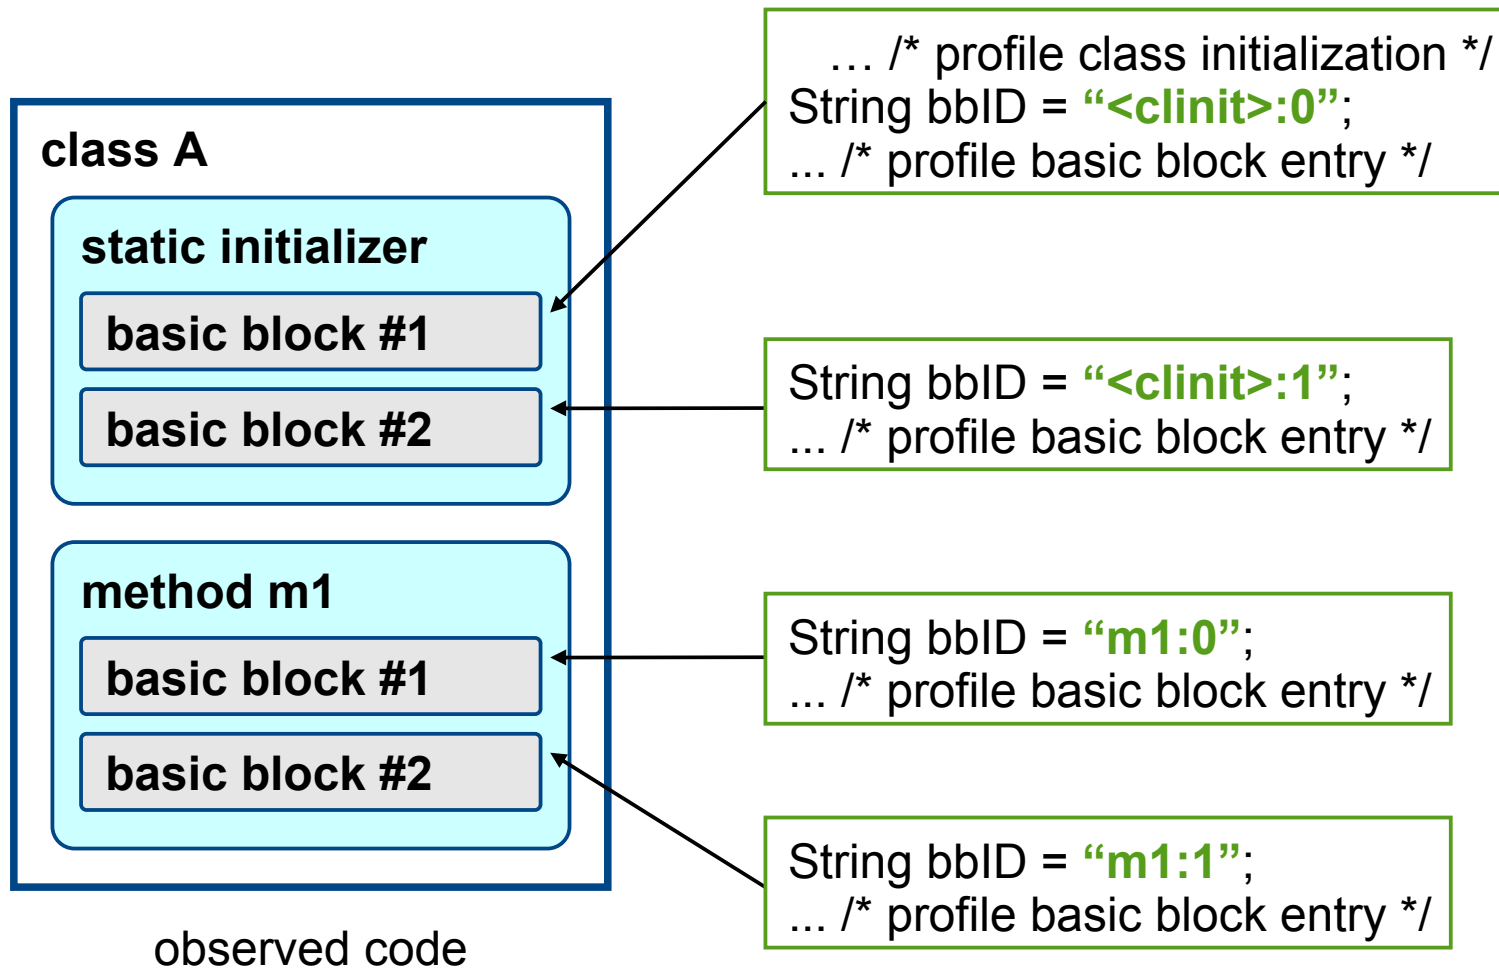 class A
static initializer
basic block #1
basic block #2
method m1
basic block #1
basic block #2
observed code
… /* profile class initialization */
String bbID = “<clinit>:0”;
... /* profile basic block entry */
String bbID = “<clinit>:1”;
... /* profile basic block entry */
String bbID = “m1:0”;
... /* profile basic block entry */
String bbID = “m1:1”;
... /* profile basic block entry */